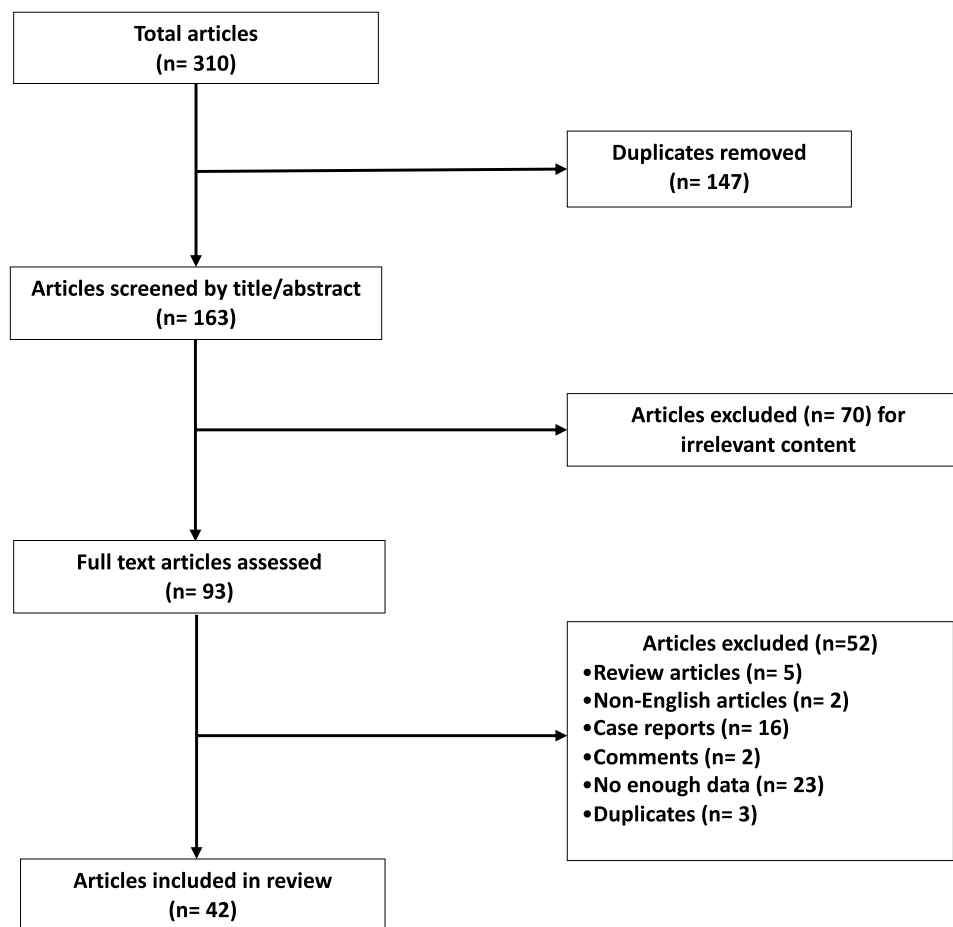 Total articles
(n= 310)
Duplicates removed
(n= 147)
Articles screened by title/abstract
(n= 163)
Articles excluded (n= 70) for
irrelevant content
Full text articles assessed
(n= 93)
Articles excluded (n=52)
•Review articles (n= 5)
•Non-English articles (n= 2)
•Case reports (n= 16)
•Comments (n= 2)
•No enough data (n= 23)
•Duplicates (n= 3)
Articles included in review
(n= 42)